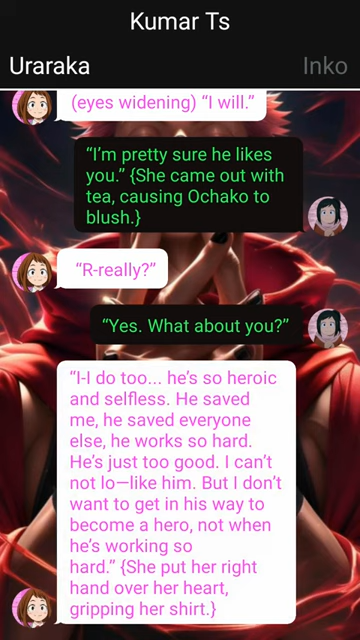 Kumar Ts
Uraraka
Inko
(eyes widening) “I will.”
“I’m pretty sure he likes
you.” {She came out with
tea, causing Ochako to
blush.}
“R-really?”
“Yes. What about you?”
“I-I do too... he’s so heroic
and selfless. He saved
me, he saved everyone
else, he works so hard.
He’s just too good. I can’t
not lo—like him. But I don’t
want to get in his way to
become a hero, not when
he’s working so
hard.” {She put her right
hand over her heart,
gripping her shirt.}